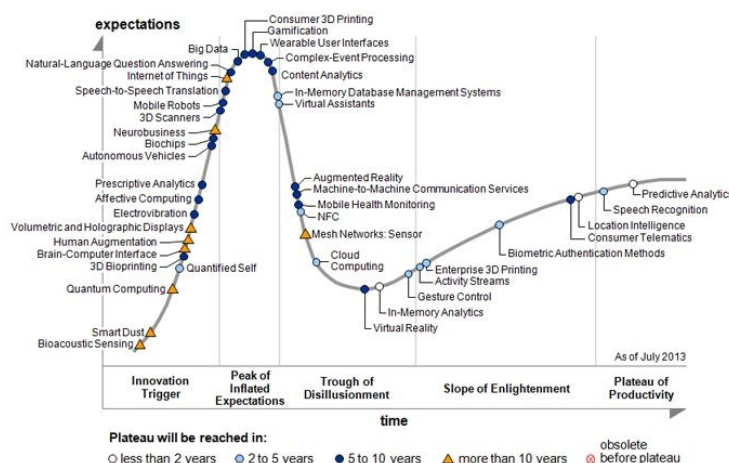 expectations
Consumer 3D Printing
Gamification
Wearable User Interfaces
Big Data
Complex-Event Processing
Natural-Language Question Answering
Content Analytics
Internet of Things
Speech-to-Speech Translation
In-Memory Database Management Systems
Mobile Robots
Virtual Assistants
3D Scanners
Neurobusiness
Biochips
Autonomous Vehicles
Augmented Reality
Prescriptive Analytics
Machine-to-Machine Communication Services
Affective Computing
Mobile Health Monitoring
Electrovibration
NFC
Volumetric and Holographic Displays
Mesh Networks: Sensor
Human Augmentation
Brain-Computer Interface
3D Bioprinting
Quantified Self
Cloud
Computing
Quantum Computing
Smart Dust
Bioacoustic Sensing
Predictive Analytics
Speech Recognition
Location Intelligence
Consumer Telematics
Biometric Authentication Methods
Enterprise 3D Printing
Activity Streams
Gesture Control
In-Memory Analytics
Virtual Reality
As of July 2013
Innovation
Trigger
Peak of
Inflated
Expectations
Trough of
Disillusionment
Slope of Enlightenment
Plateau of
Productivity
time
Plateau will be reached in:
less than 2 years
2 to 5 years
5 to 10 years
more than 10 years
obsolete
before plateau